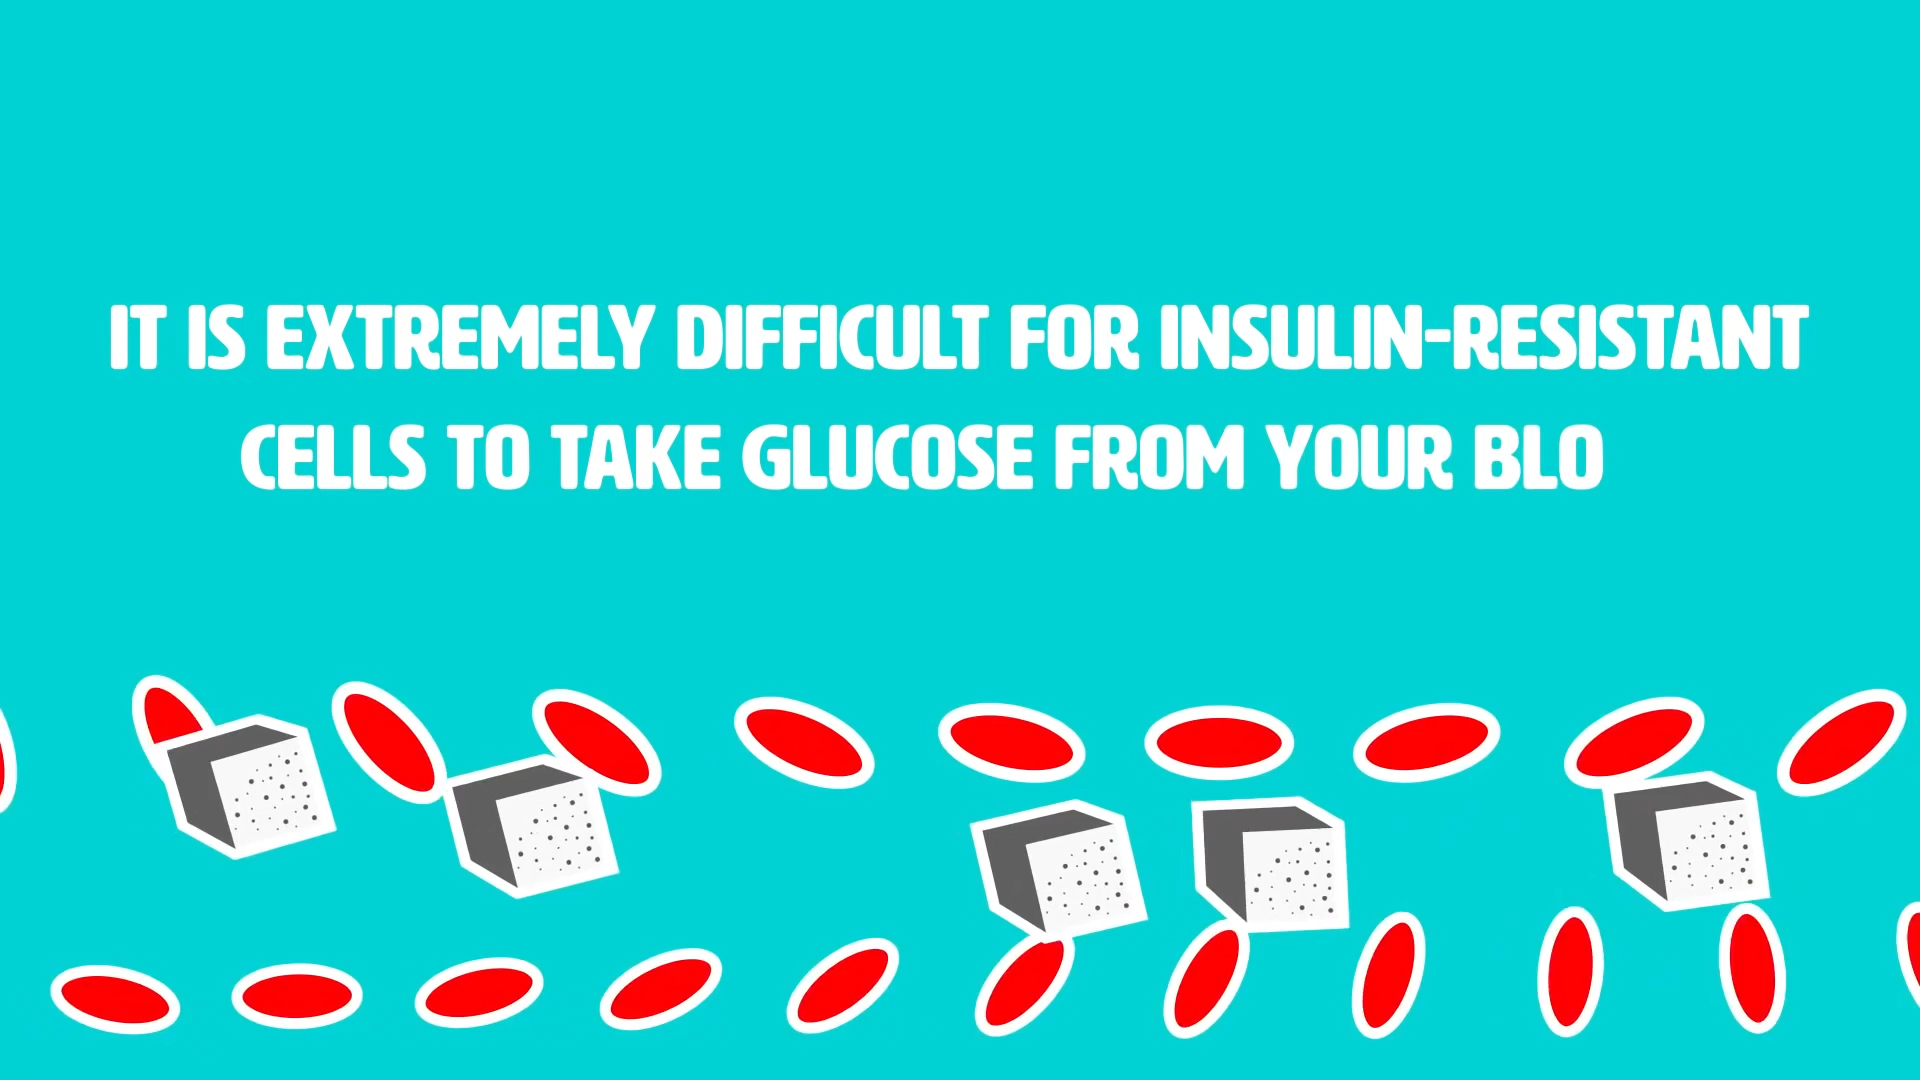 IT IS EXTREMELY DIFFICULT FOR INSULIN-RESISTANT
CELLS TO TAKE GLUCOSE FROM YOUR BLO